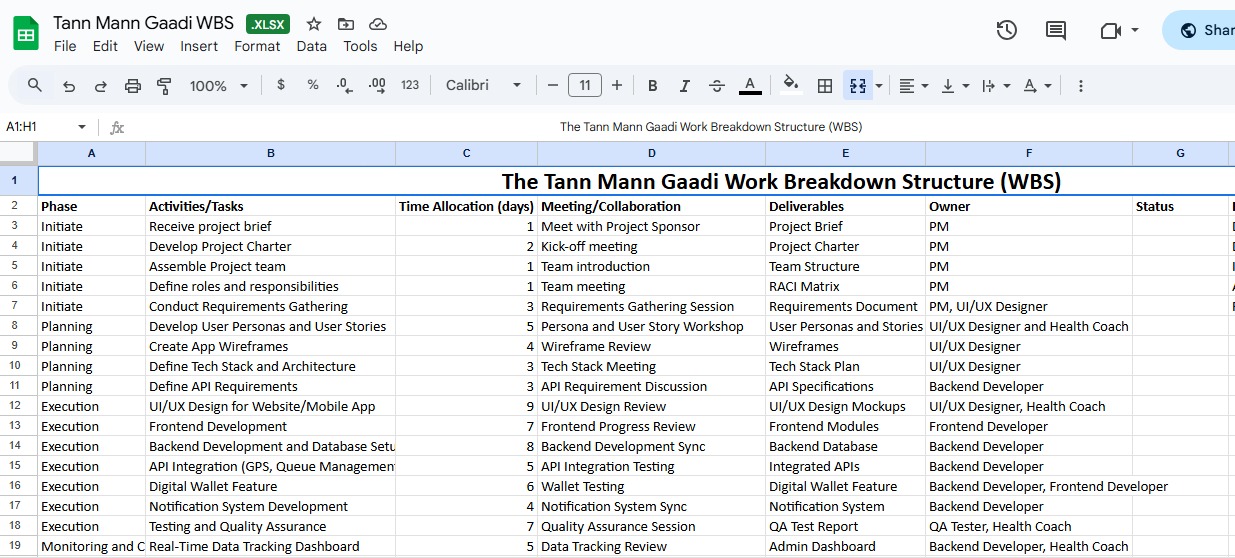 Tann Mann Gaadi WBS .XLSX
File Edit View Insert Format Data Tools Help
Shar
100% $ % .0 .00 123 Calibri 11 B I S A
A1:H1 fx The Tann Mann Gaadi Work Breakdown Structure (WBS)
A B C D E F G
1 The Tann Mann Gaadi Work Breakdown Structure (WBS)
2 Phase Activities/Tasks Time Allocation (days) Meeting/Collaboration Deliverables Owner Status
3 Initiate Receive project brief 1 Meet with Project Sponsor Project Brief PM
4 Initiate Develop Project Charter 2 Kick-off meeting Project Charter PM
5 Initiate Assemble Project team 1 Team introduction Team Structure PM
6 Initiate Define roles and responsibilities 1 Team meeting RACI Matrix PM
7 Initiate Conduct Requirements Gathering 3 Requirements Gathering Session Requirements Document PM, UI/UX Designer
8 Planning Develop User Personas and User Stories 5 Persona and User Story Workshop User Personas and Stories UI/UX Designer and Health Coach
9 Planning Create App Wireframes 4 Wireframe Review Wireframes UI/UX Designer
10 Planning Define Tech Stack and Architecture 3 Tech Stack Meeting Tech Stack Plan UI/UX Designer
11 Planning Define API Requirements 3 API Requirement Discussion API Specifications Backend Developer
12 Execution UI/UX Design for Website/Mobile App 9 UI/UX Design Review UI/UX Design Mockups UI/UX Designer, Health Coach
13 Execution Frontend Development 7 Frontend Progress Review Frontend Modules Frontend Developer
14 Execution Backend Development and Database Setu 8 Backend Development Sync Backend Database Backend Developer
15 Execution API Integration (GPS, Queue Managemen 5 API Integration Testing Integrated APIs Backend Developer
16 Execution Digital Wallet Feature 6 Wallet Testing Digital Wallet Feature Backend Developer, Frontend Developer
17 Execution Notification System Development 4 Notification System Sync Notification System Backend Developer
18 Execution Testing and Quality Assurance 7 Quality Assurance Session QA Test Report QA Tester, Health Coach
19 Monitoring and C Real-Time Data Tracking Dashboard 5 Data Tracking Review Admin Dashboard Backend Developer, Health Coach